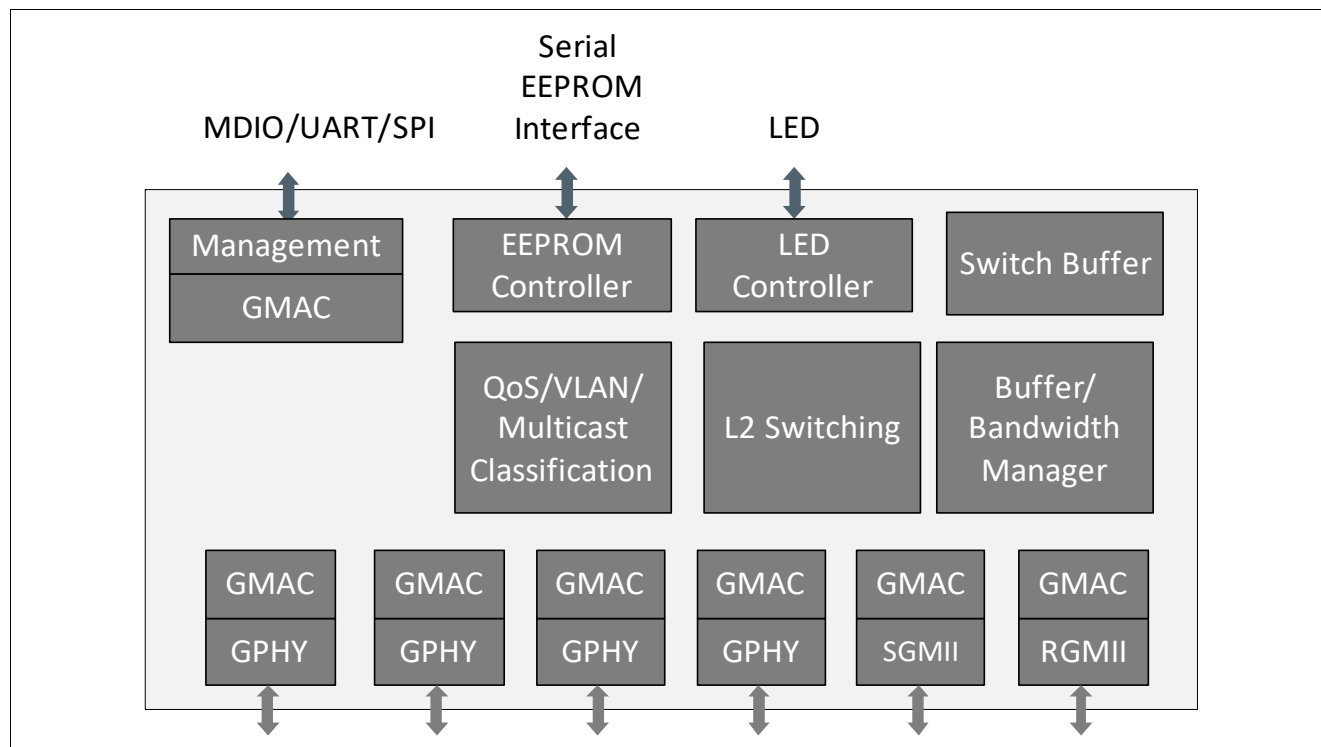 Serial
EEPROM
Interface
MDIO/UART/SPI
LED
Management
GMAC
EEPROM
Controller
LED
Controller
Switch Buffer
QoS/VLAN/
Multicast
Classification
L2 Switching
Buffer/
Bandwidth
Manager
GMAC
GPHY
GMAC
GPHY
GMAC
GPHY
GMAC
GPHY
GMAC
SGMII
GMAC
RGMII